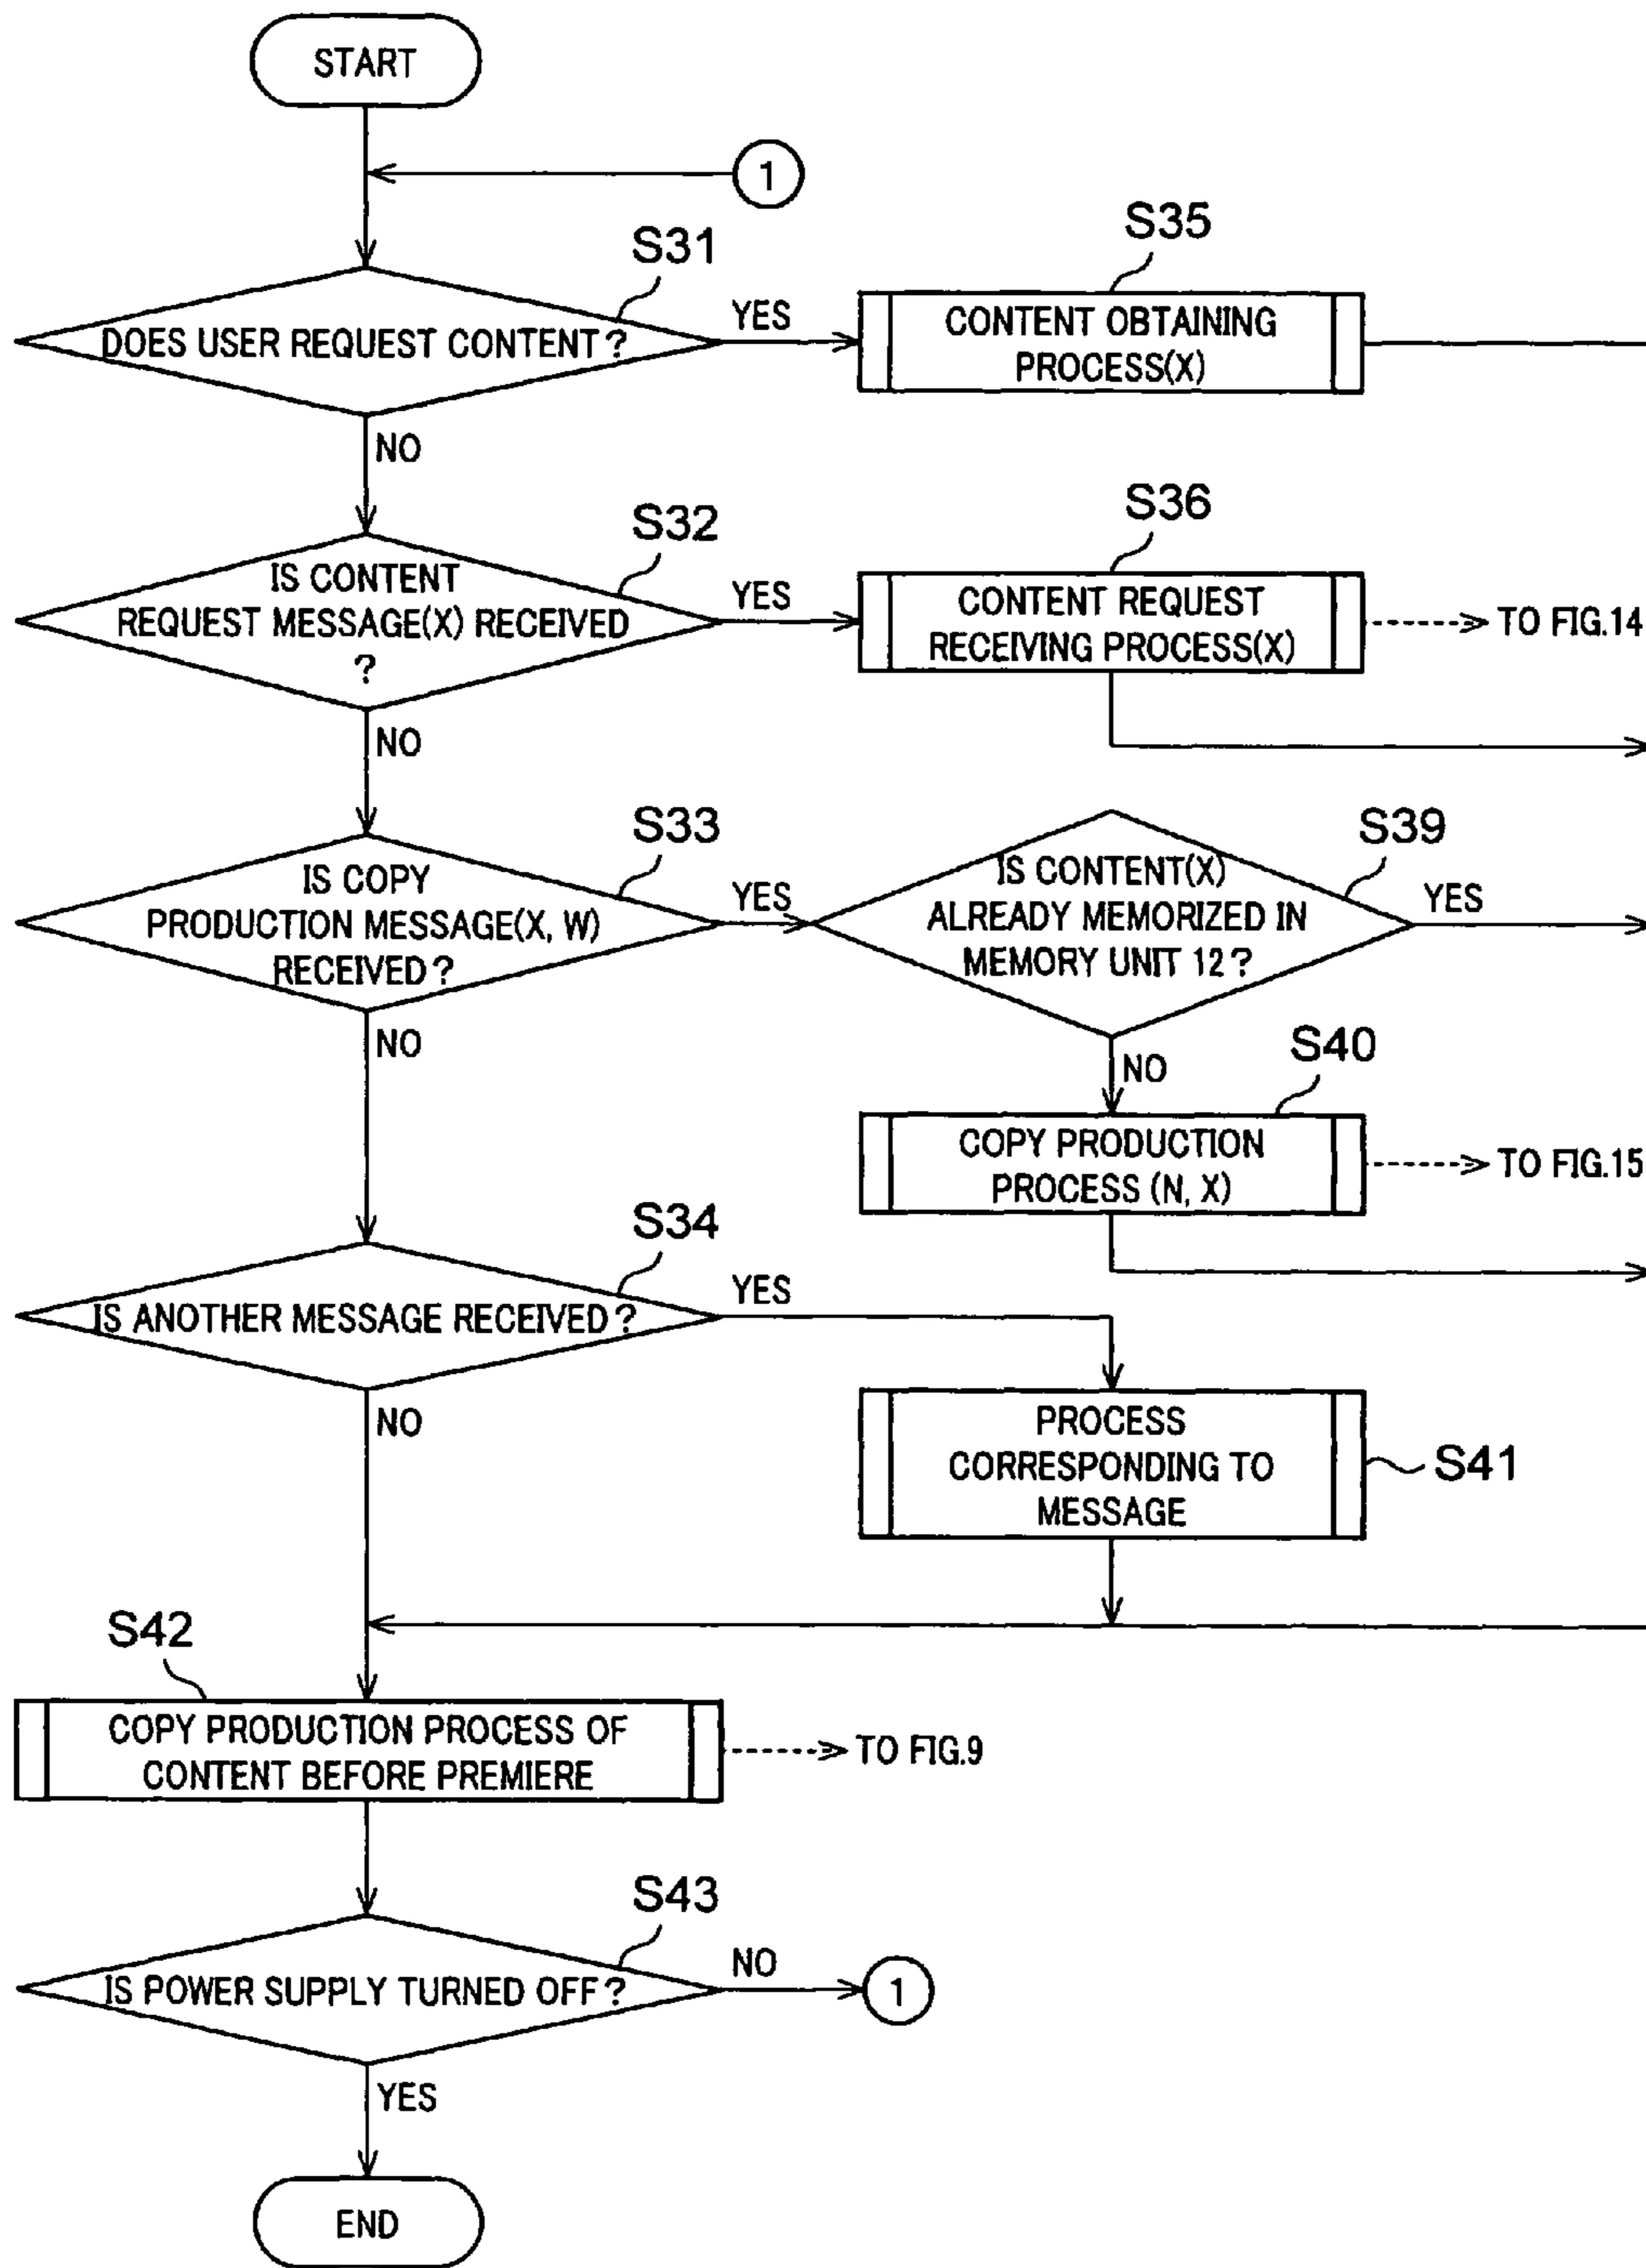 START
1
S31
DOES USER REQUEST CONTENT?
YES
S35
CONTENT OBTAINING
PROCESS(X)
NO
S32
IS CONTENT
REQUEST MESSAGE(X) RECEIVED
?
YES
S36
CONTENT REQUEST
RECEIVING PROCESS(X)
TO FIG.14
NO
S33
IS COPY
PRODUCTION MESSAGE(X, W)
RECEIVED?
YES
S39
IS CONTENT(X)
ALREADY MEMORIZED IN
MEMORY UNIT 12?
YES
NO
NO
S40
COPY PRODUCTION
PROCESS (N, X)
TO FIG.15
S34
IS ANOTHER MESSAGE RECEIVED?
YES
NO
PROCESS
CORRESPONDING TO
MESSAGE
S41
S42
COPY PRODUCTION PROCESS OF
CONTENT BEFORE PREMIERE
TO FIG.9
S43
IS POWER SUPPLY TURNED OFF?
NO
1
YES
END